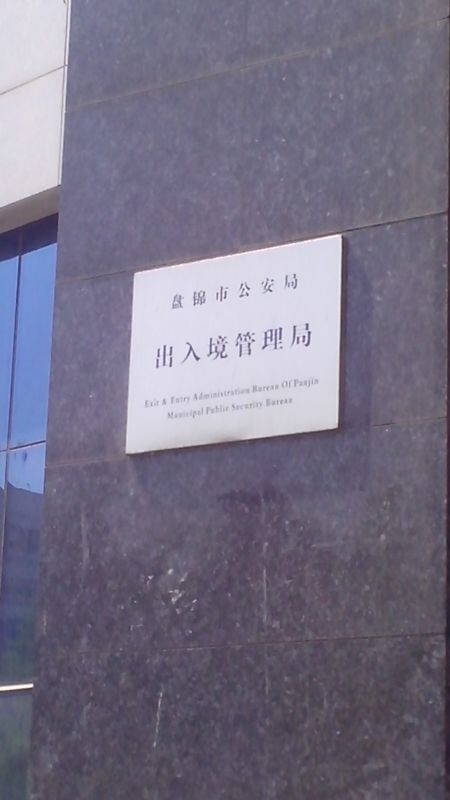 盘锦市公安局
出入境管理局
Exit & Entry Administration Bureau Of Panjin
Municipal Public Security Bureau